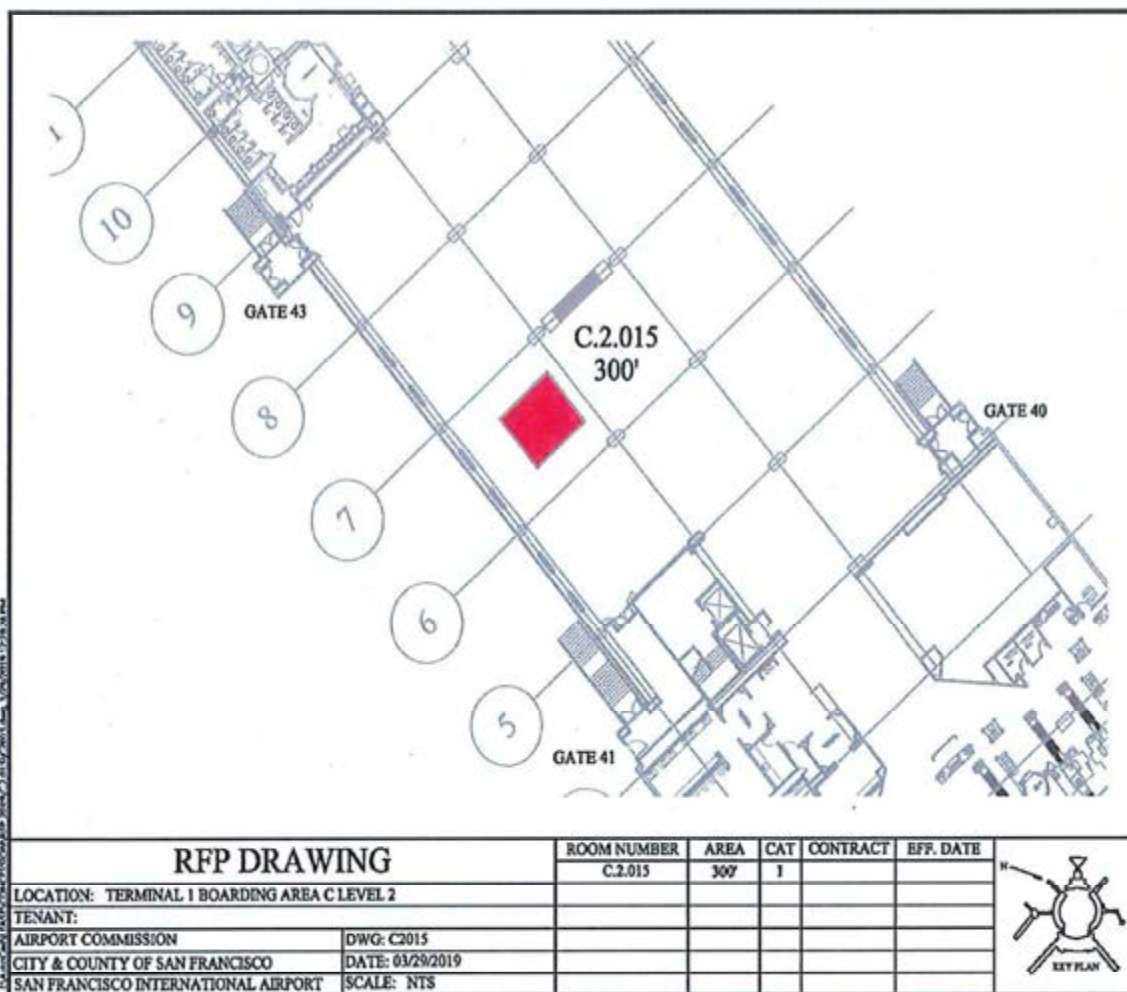 1
10
9
GATE 43
8
7
6
5
C.2.015
300'
GATE 40
GATE 41
RFP DRAWING
LOCATION: TERMINAL 1 BOARDING AREA C LEVEL 2
TENANT:
AIRPORT COMMISSION DWG: C2015
CITY & COUNTY OF SAN FRANCISCO DATE: 03/29/2019
SAN FRANCISCO INTERNATIONAL AIRPORT SCALE: NTS
ROOM NUMBER AREA CAT CONTRACT EFF. DATE
C.2.015 300' 1
N
KEY PLAN